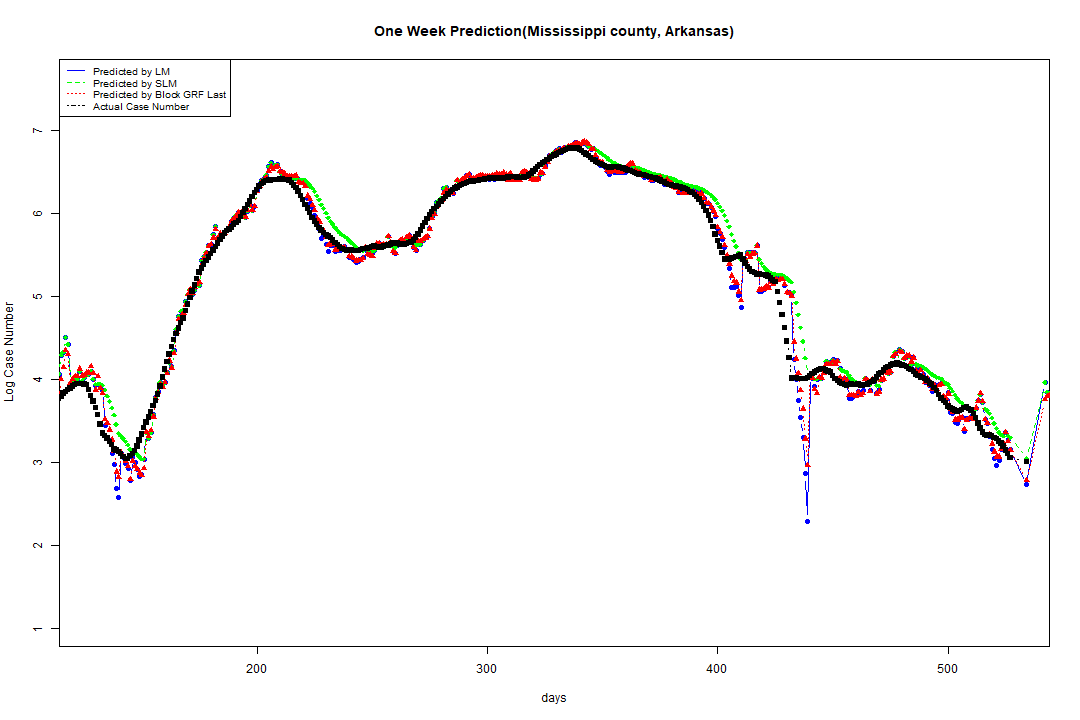 One Week Prediction(Mississippi county, Arkansas)
Predicted by LM
Predicted by SLM
Predicted by Block GRF Last
Actual Case Number
7
6
5
4
3
2
1
Log Case Number
200 300 400 500
days